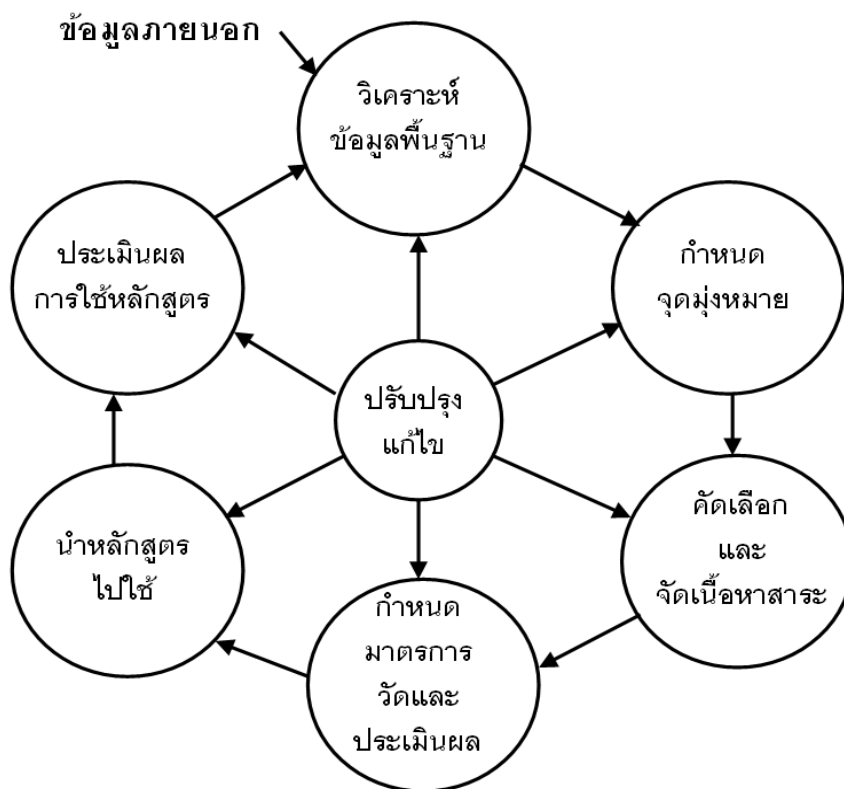 ข้อมูลภายนอก
วิเคราะห์
ข้อมูลพื้นฐาน
กำหนด
จุดมุ่งหมาย
คัดเลือก
และ
จัดเนื้อหาสาระ
กำหนด
มาตรการ
วัดและ
ประเมินผล
นำหลักสูตร
ไปใช้
ประเมินผล
การใช้หลักสูตร
ปรับปรุง
แก้ไข